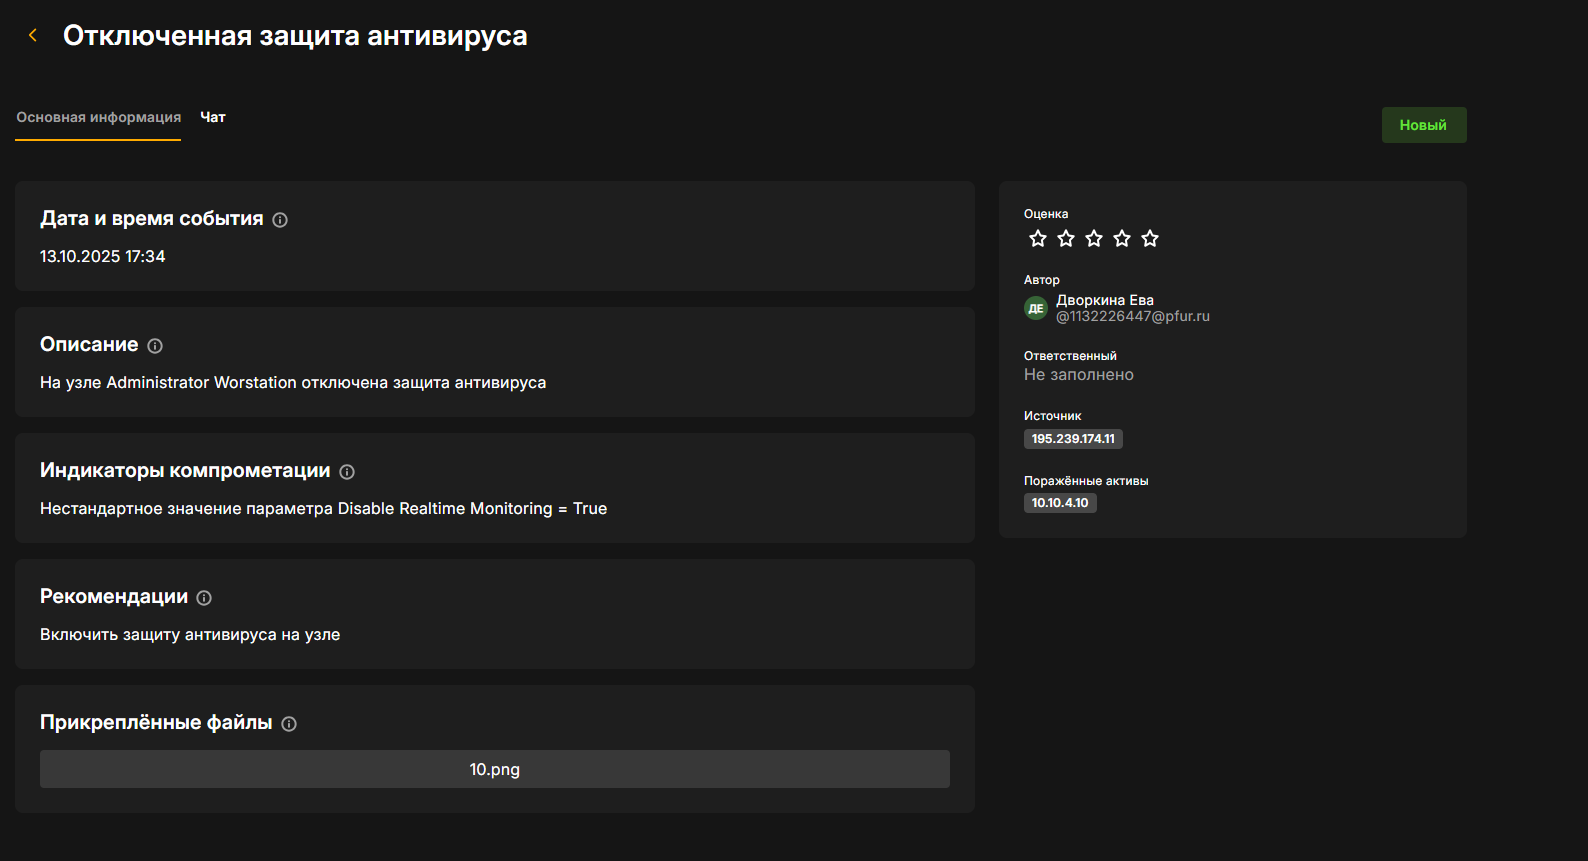 Отключенная защита антивируса
Основная информация
Чат
Новый
Дата и время события
13.10.2025 17:34
Описание
На узле Administrator Worstation отключена защита антивируса
Индикаторы компрометации
Нестандартное значение параметра Disable Realtime Monitoring = True
Рекомендации
Включить защиту антивируса на узле
Прикреплённые файлы
10.png
Оценка
Автор
ДЕ
Дворкина Ева
@1132226447@pfur.ru
Ответственный
Не заполнено
Источник
195.239.174.11
Поражённые активы
10.10.4.10